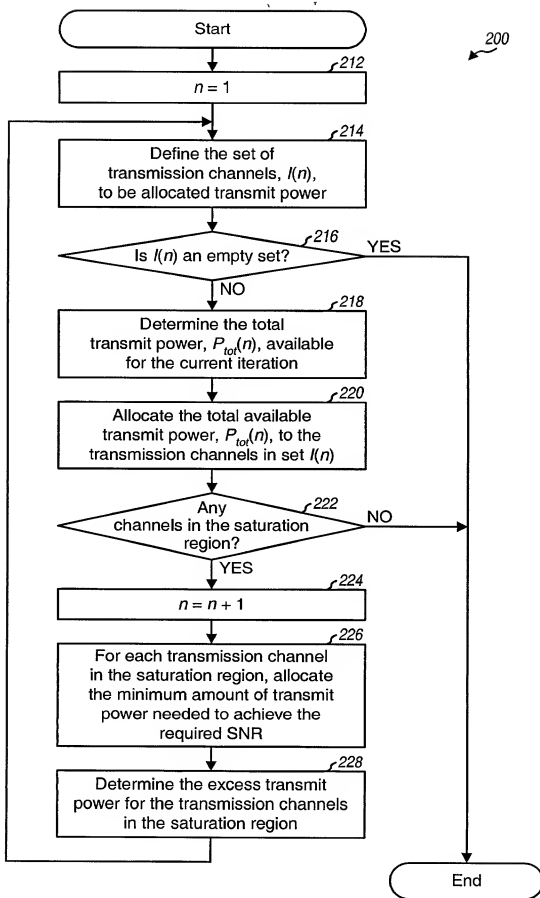 Start
200
212
n = 1
214
Define the set of
transmission channels, I(n),
to be allocated transmit power
216
Is I(n) an empty set?
YES
NO
218
Determine the total
transmit power, Ptot(n), available
for the current iteration
220
Allocate the total available
transmit power, Ptot(n), to the
transmission channels in set I(n)
222
Any
channels in the saturation
region?
NO
YES
224
n = n + 1
226
For each transmission channel
in the saturation region, allocate
the minimum amount of transmit
power needed to achieve the
required SNR
228
Determine the excess transmit
power for the transmission channels
in the saturation region
End